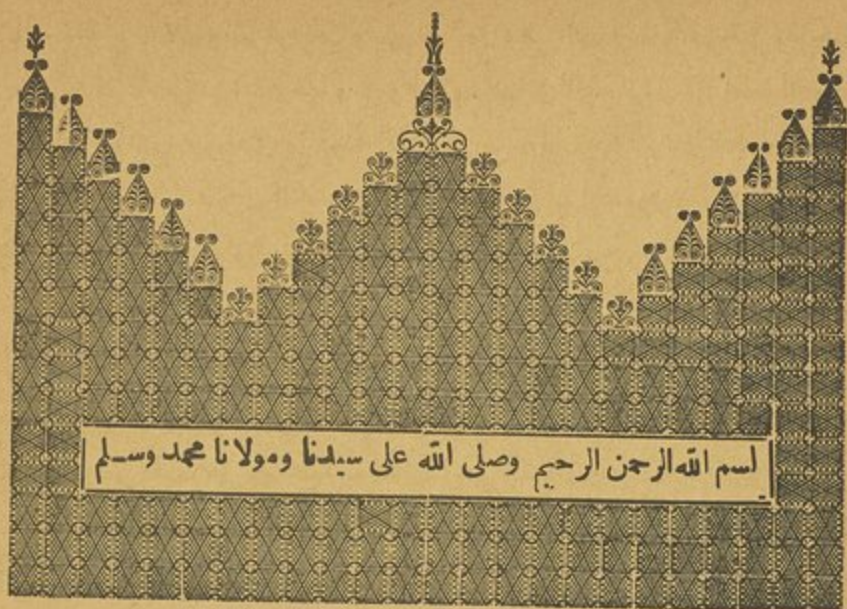 بسم الله الرحمن الرحيم وصلى الله على سيدنا ومولانا محمد وسلم